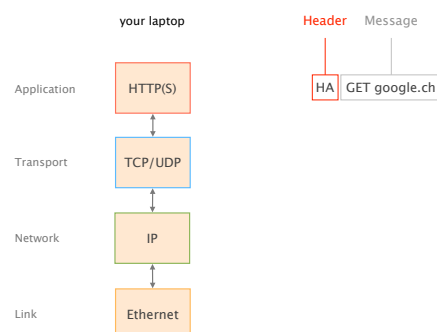 your laptop
Header Message
Application HTTP(S) HA GET google.ch
Transport TCP/UDP
Network IP
Link Ethernet